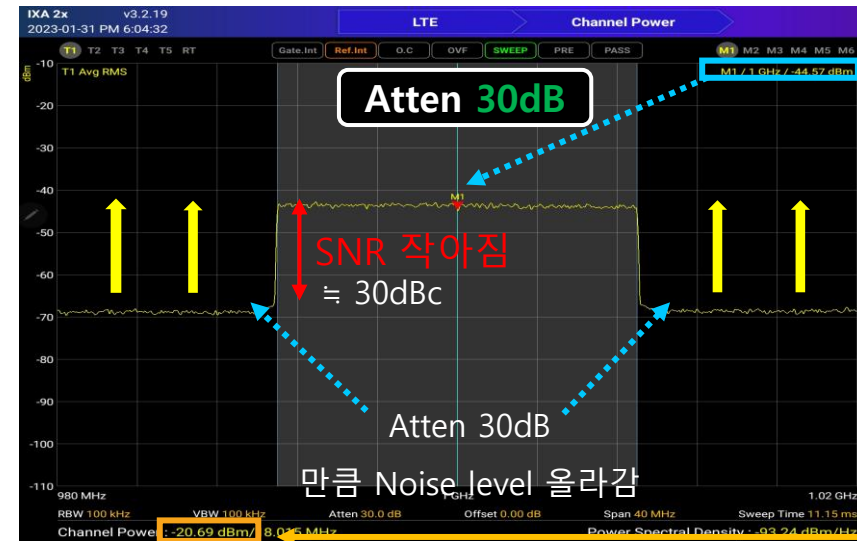 IXA 2x v3.2.19
2023-01-31 PM 6:04:32
LTE
Channel Power
T1 T2 T3 T4 T5 RT
Gate.Int Ref.Int O.C OVF SWEEP PRE PASS
M1 M2 M3 M4 M5 M6
dBm
T1 Avg RMS
M1 / 1 GHz / -44.57 dBm
Atten 30dB
-10
-20
-30
-40
-50
-60
-70
-80
-90
-100
-110
M1
SNR 작아짐
≒ 30dBc
Atten 30dB
만큼 Noise level 올라감
980 MHz
1 GHz
1.02 GHz
RBW 100 kHz VBW 100 kHz Atten 30.0 dB Offset 0.00 dB Span 40 MHz Sweep Time 11.15 ms
Channel Power : -20.69 dBm/ 8.015 MHz
Power Spectral Density : -93.24 dBm/Hz